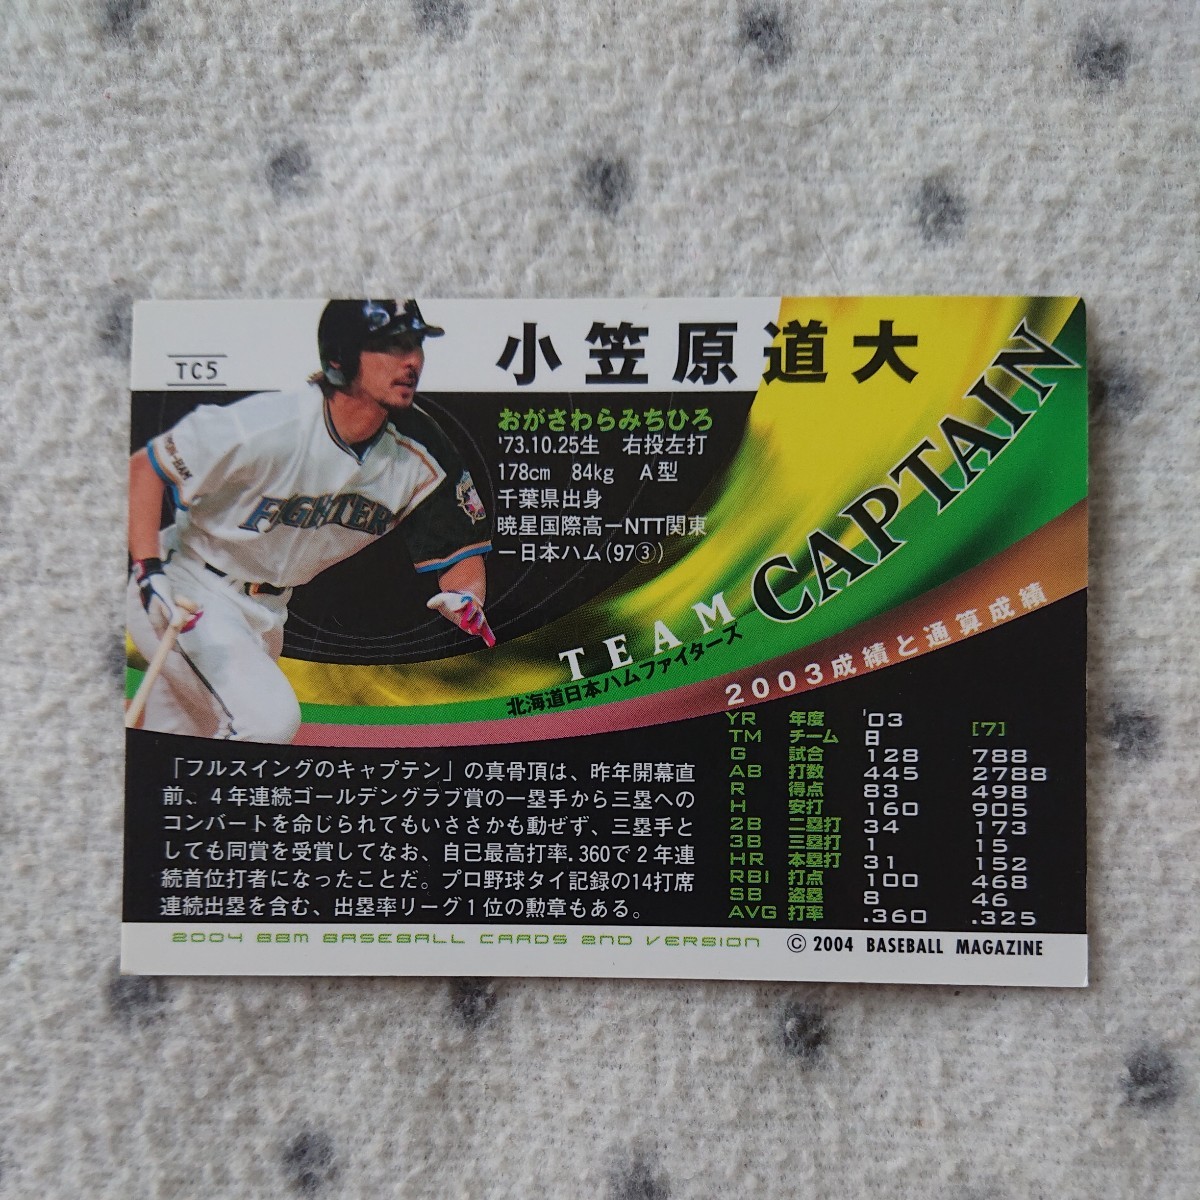 TC5
小笠原道大
おがさわらみちひろ
'73.10.25生 右投左打
178cm 84kg A型
千葉県出身
暁星国際高ーNTT関東
ー日本ハム(97③)
FIGHTERS
TEAM CAPTAIN
北海道日本ハムファイターズ
2003成績と通算成績
YR 年度 '03 [7]
TM チーム 日
G 試合 128 788
AB 打数 445 2788
R 得点 83 498
H 安打 160 905
2B 二塁打 34 173
3B 三塁打 1 15
HR 本塁打 31 152
RBI 打点 100 468
SB 盗塁 8 46
AVG 打率 .360 .325
「フルスイングのキャプテン」の真骨頂は、昨年開幕直
前、4年連続ゴールデングラブ賞の一塁手から三塁への
コンバートを命じられてもいささかも動ぜず、三塁手と
しても同賞を受賞してなお、自己最高打率.360で2年連
続首位打者になったことだ。プロ野球タイ記録の14打席
連続出塁を含む、出塁率リーグ1位の勲章もある。
2004 BBM BASEBALL CARDS 2ND VERSION
© 2004 BASEBALL MAGAZINE